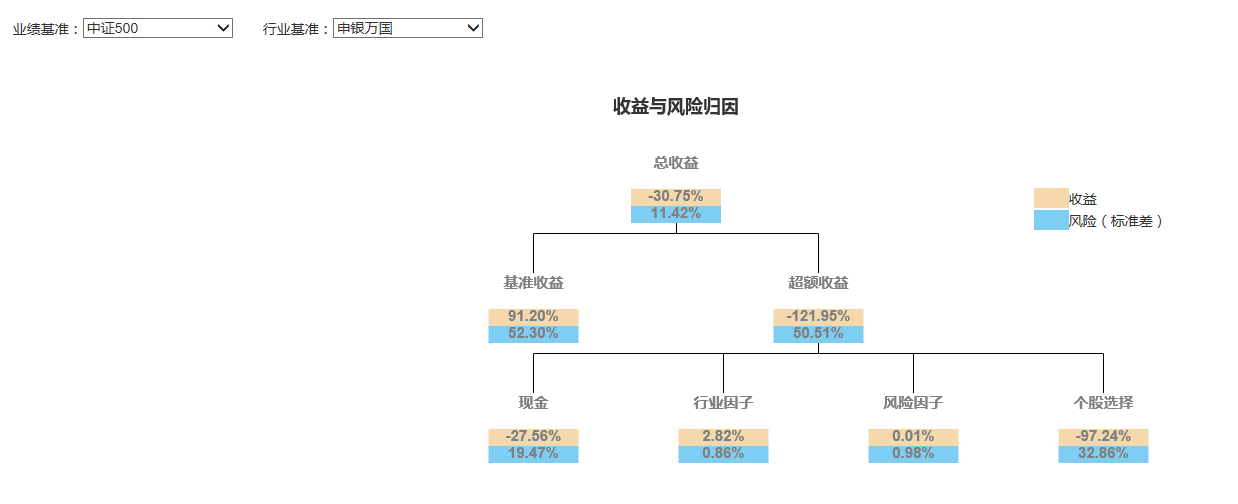 业绩基准：中证500 行业基准：申银万国
收益与风险归因
总收益
-30.75%
11.42%
收益
风险（标准差）
基准收益 超额收益
91.20% -121.95%
52.30% 50.51%
现金 行业因子 风险因子 个股选择
-27.56% 2.82% 0.01% -97.24%
19.47% 0.86% 0.98% 32.86%